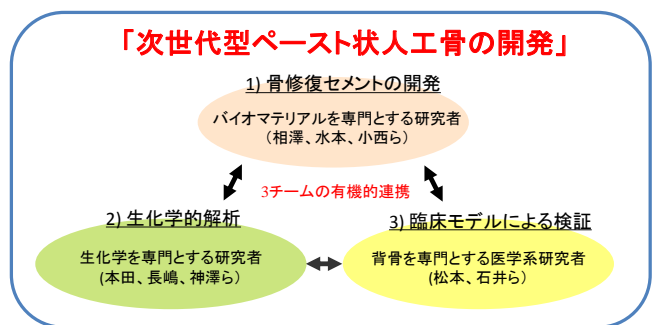 「次世代型ペースト状人工骨の開発」
1) 骨修復セメントの開発
バイオマテリアルを専門とする研究者
（相澤、水本、小西ら）
3チームの有機的連携
2) 生化学的解析
生化学を専門とする研究者
(本田、長嶋、神澤ら)
3) 臨床モデルによる検証
背骨を専門とする医学系研究者
(松本、石井ら）